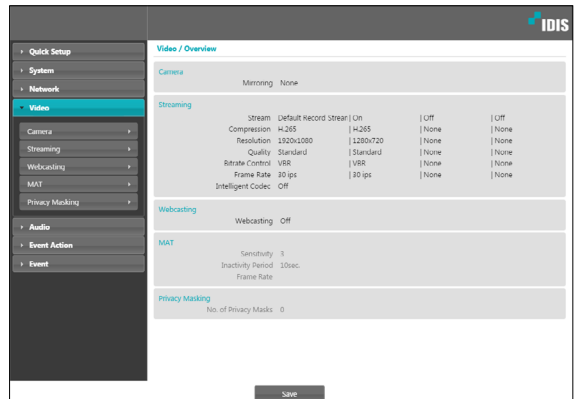 IDIS
Quick Setup
System
Network
Video
Camera
Streaming
Webcasting
MAT
Privacy Masking
Audio
Event Action
Event
Video / Overview
Camera
Mirroring None
Streaming
Stream Default Record Strear | On | Off | Off
Compression H.265 | H.265 | None | None
Resolution 1920x1080 | 1280x720 | None | None
Quality Standard | Standard | None | None
Bitrate Control VBR | VBR | None | None
Frame Rate 30 ips | 30 ips | None | None
Intelligent Codec Off
Webcasting
Webcasting Off
MAT
Sensitivity 3
Inactivity Period 10sec.
Frame Rate
Privacy Masking
No. of Privacy Masks 0
Save